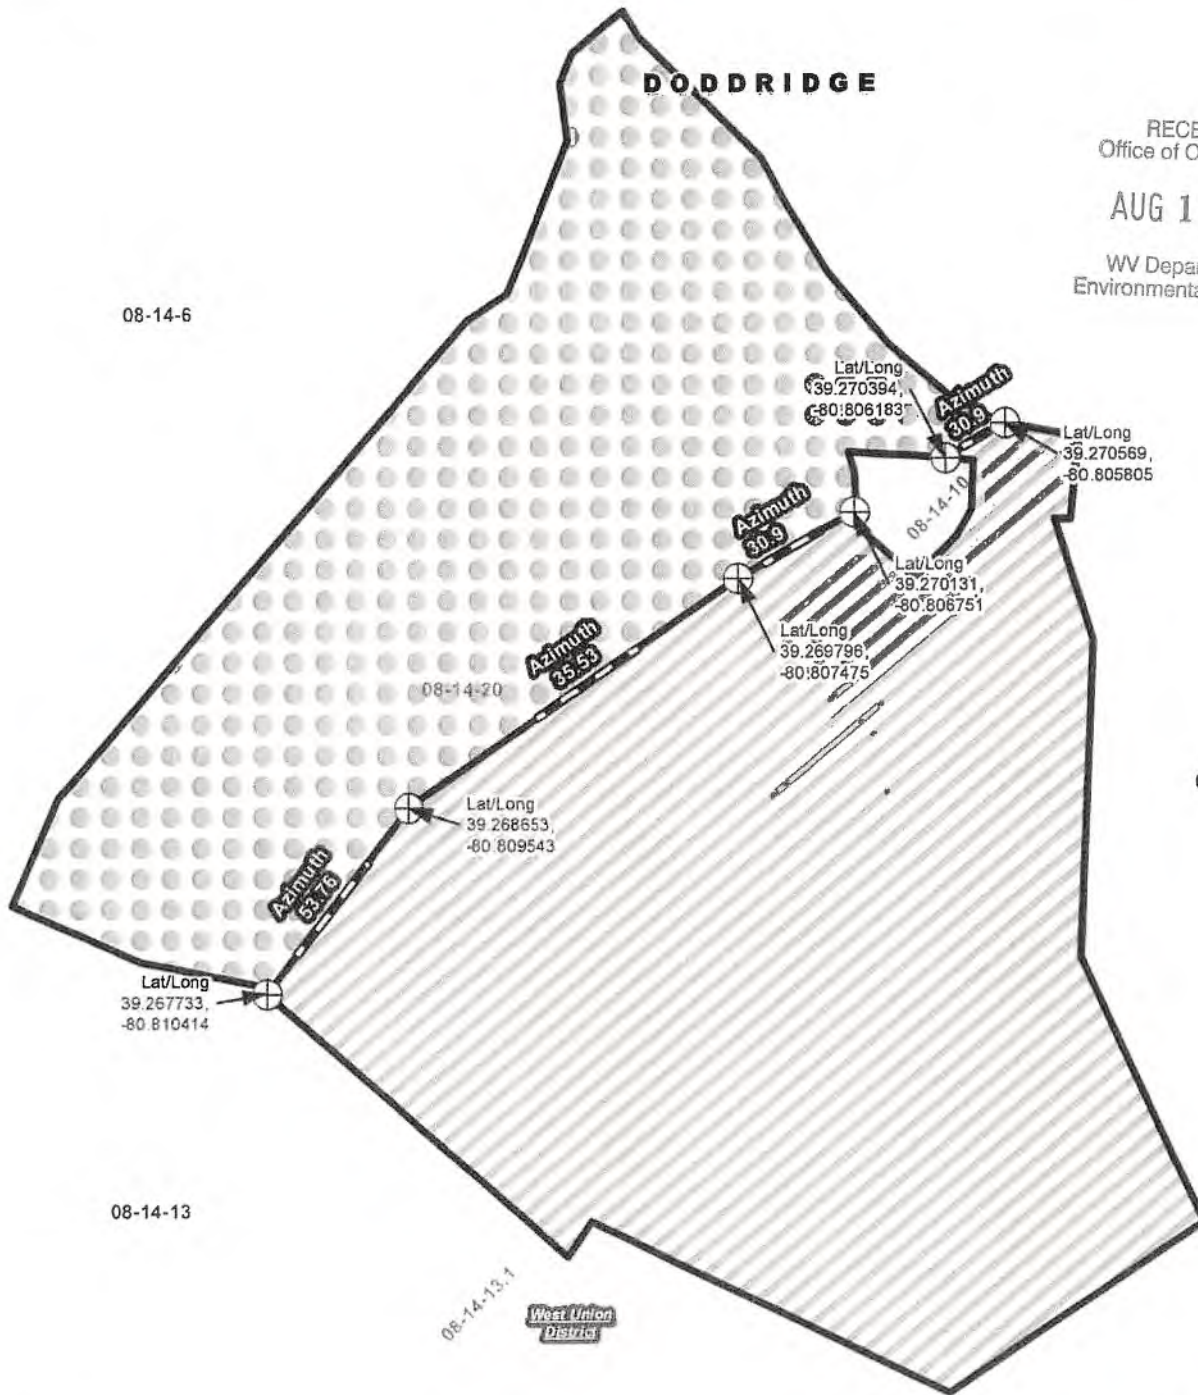 DODDRIDGE
RECE
Office of O
AUG 1
WV Depar
Environmenta
08-14-6
Lat/Long
39.270394,
-80.806183
Azimuth
30.9
Lat/Long
39.270569,
-80.805805
08-14-10
Azimuth
30.9
Lat/Long
39.270131,
-80.806751
Lat/Long
39.269796,
-80.807475
Azimuth
35.53
08-14-20
Lat/Long
39.268653,
-80.809543
Azimuth
53.76
Lat/Long
39.267733,
-80.810414
08-14-13
08-14-13.1
West Union
District